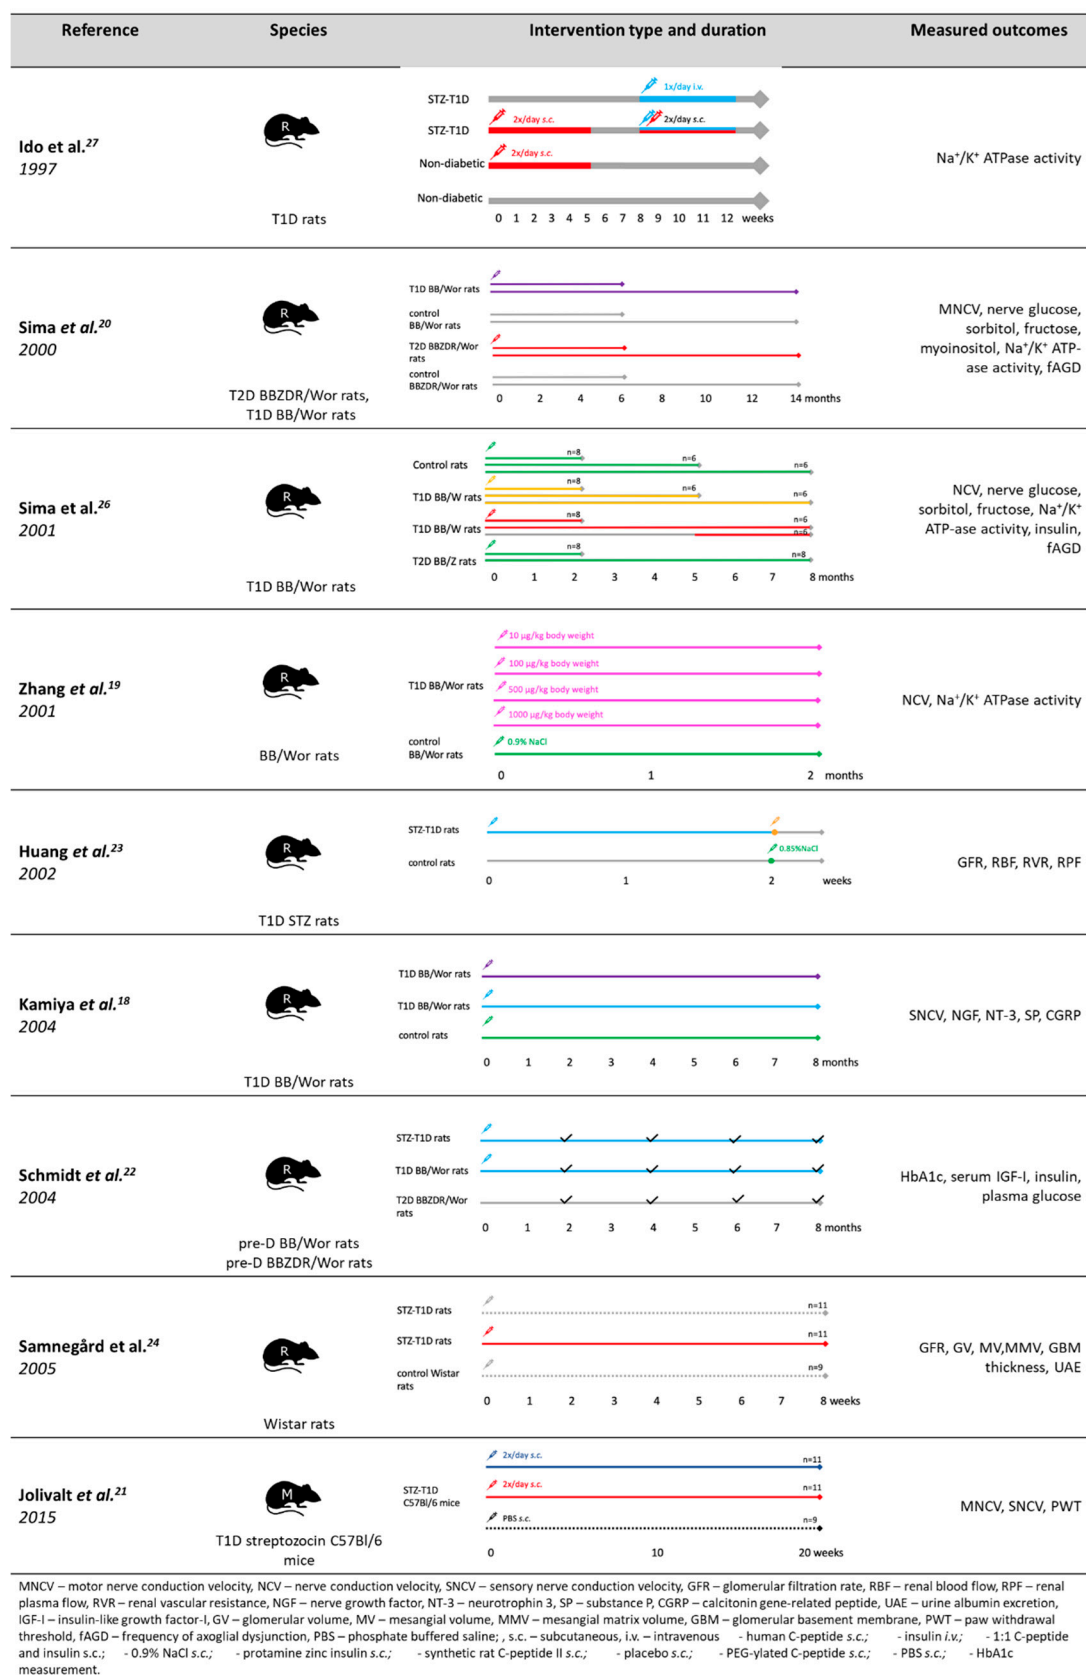 Reference Species Intervention type and duration Measured outcomes
1x/day i.v.
STZ-T1D
2x/day s.c. 2x/day s.c.
STZ-T1D
R
Ido et al.27
1997
2x/day s.c.
Non-diabetic
Na+/K+ ATPase activity
Non-diabetic
T1D rats
0 1 2 3 4 5 6 7 8 9 10 11 12 weeks
T1D BB/Wor rats
control
BB/Wor rats
R
Sima et al.20
2000
T2D BBZDR/Wor
rats
control
BBZDR/Wor rats
MNCV, nerve glucose,
sorbitol, fructose,
myoinositol, Na+/K+ ATP-
ase activity, fAGD
T2D BBZDR/Wor rats,
T1D BB/Wor rats
0 2 4 6 8 10 12 14 months
n=8
n=6
n=6
Control rats
n=8
n=6
n=6
T1D BB/W rats
R
Sima et al.26
2001
n=8
n=6
n=6
T1D BB/W rats
n=8
n=8
T2D BB/Z rats
NCV, nerve glucose,
sorbitol, fructose, Na+/K+
ATP-ase activity, insulin,
fAGD
T1D BB/Wor rats
0 1 2 3 4 5 6 7 8 months
10 µg/kg body weight
100 µg/kg body weight
R
Zhang et al.19
2001
T1D BB/Wor rats
500 µg/kg body weight
1000 µg/kg body weight
NCV, Na+/K+ ATPase activity
BB/Wor rats
control
BB/Wor rats
0.9% NaCl
0 1 2 months
STZ-T1D rats
R
Huang et al.23
2002
0.85%NaCl
control rats
GFR, RBF, RVR, RPF
0 1 2 weeks
T1D STZ rats
T1D BB/Wor rats
R
Kamiya et al.18
2004
T1D BB/Wor rats
control rats
SNCV, NGF, NT-3, SP, CGRP
0 1 2 3 4 5 6 7 8 months
T1D BB/Wor rats
STZ-T1D rats
R
Schmidt et al.22
2004
T1D BB/Wor rats
T2D BBZDR/Wor
rats
HbA1c, serum IGF-I, insulin,
plasma glucose
0 1 2 3 4 5 6 7 8 months
pre-D BB/Wor rats
pre-D BBZDR/Wor rats
n=11
STZ-T1D rats
R
Samnegård et al.24
2005
n=11
STZ-T1D rats
n=9
control Wistar
rats
GFR, GV, MV,MMV, GBM
thickness, UAE
0 1 2 3 4 5 6 7 8 weeks
Wistar rats
2x/day s.c.
n=11
M
Jolivalt et al.21
2015
STZ-T1D
C57Bl/6 mice
2x/day s.c.
n=11
PBS s.c.
n=9
MNCV, SNCV, PWT
T1D streptozocin C57Bl/6
mice
0 10 20 weeks
MNCV – motor nerve conduction velocity, NCV – nerve conduction velocity, SNCV – sensory nerve conduction velocity, GFR – glomerular filtration rate, RBF – renal blood flow, RPF – renal
plasma flow, RVR – renal vascular resistance, NGF – nerve growth factor, NT-3 – neurotrophin 3, SP – substance P, CGRP – calcitonin gene-related peptide, UAE – urine albumin excretion,
IGF-I – insulin-like growth factor-I, GV – glomerular volume, MV – mesangial volume, MMV – mesangial matrix volume, GBM – glomerular basement membrane, PWT – paw withdrawal
threshold, fAGD – frequency of axoglial dysjunction, PBS – phosphate buffered saline; , s.c. – subcutaneous, i.v. – intravenous - human C-peptide s.c.; - insulin i.v.; - 1:1 C-peptide
and insulin s.c.; - 0.9% NaCl s.c.; - protamine zinc insulin s.c.; - synthetic rat C-peptide II s.c.; - placebo s.c.; - PEG-ylated C-peptide s.c.; - PBS s.c.; - HbA1c
measurement.